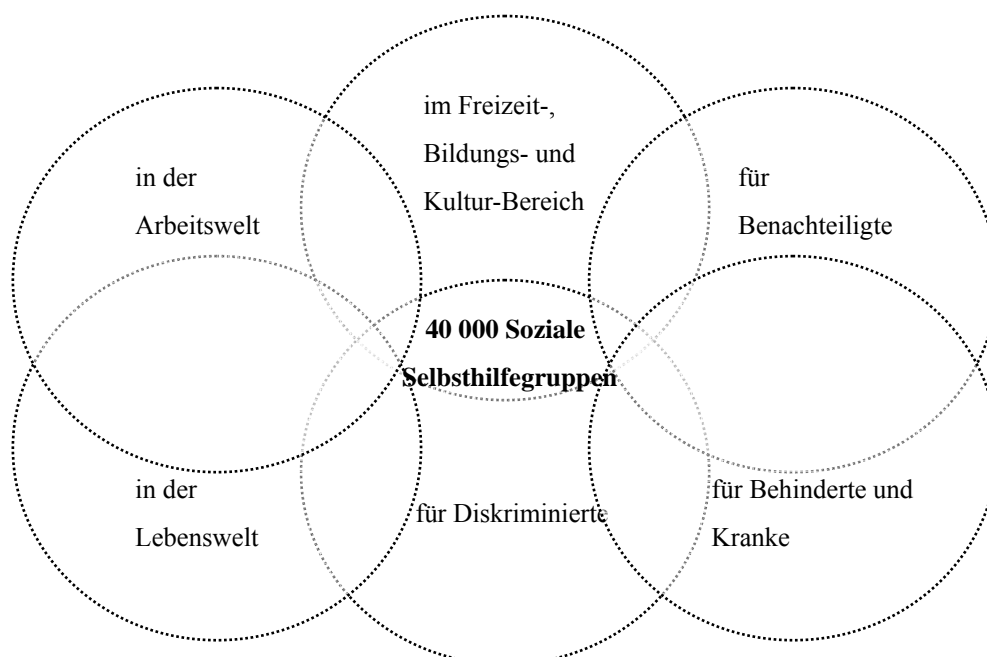 im Freizeit-,
Bildungs- und
Kultur-Bereich
in der
Arbeitswelt
für
Benachteiligte
40 000 Soziale
Selbsthilfegruppen
in der
Lebenswelt
für Diskriminierte
für Behinderte und
Kranke